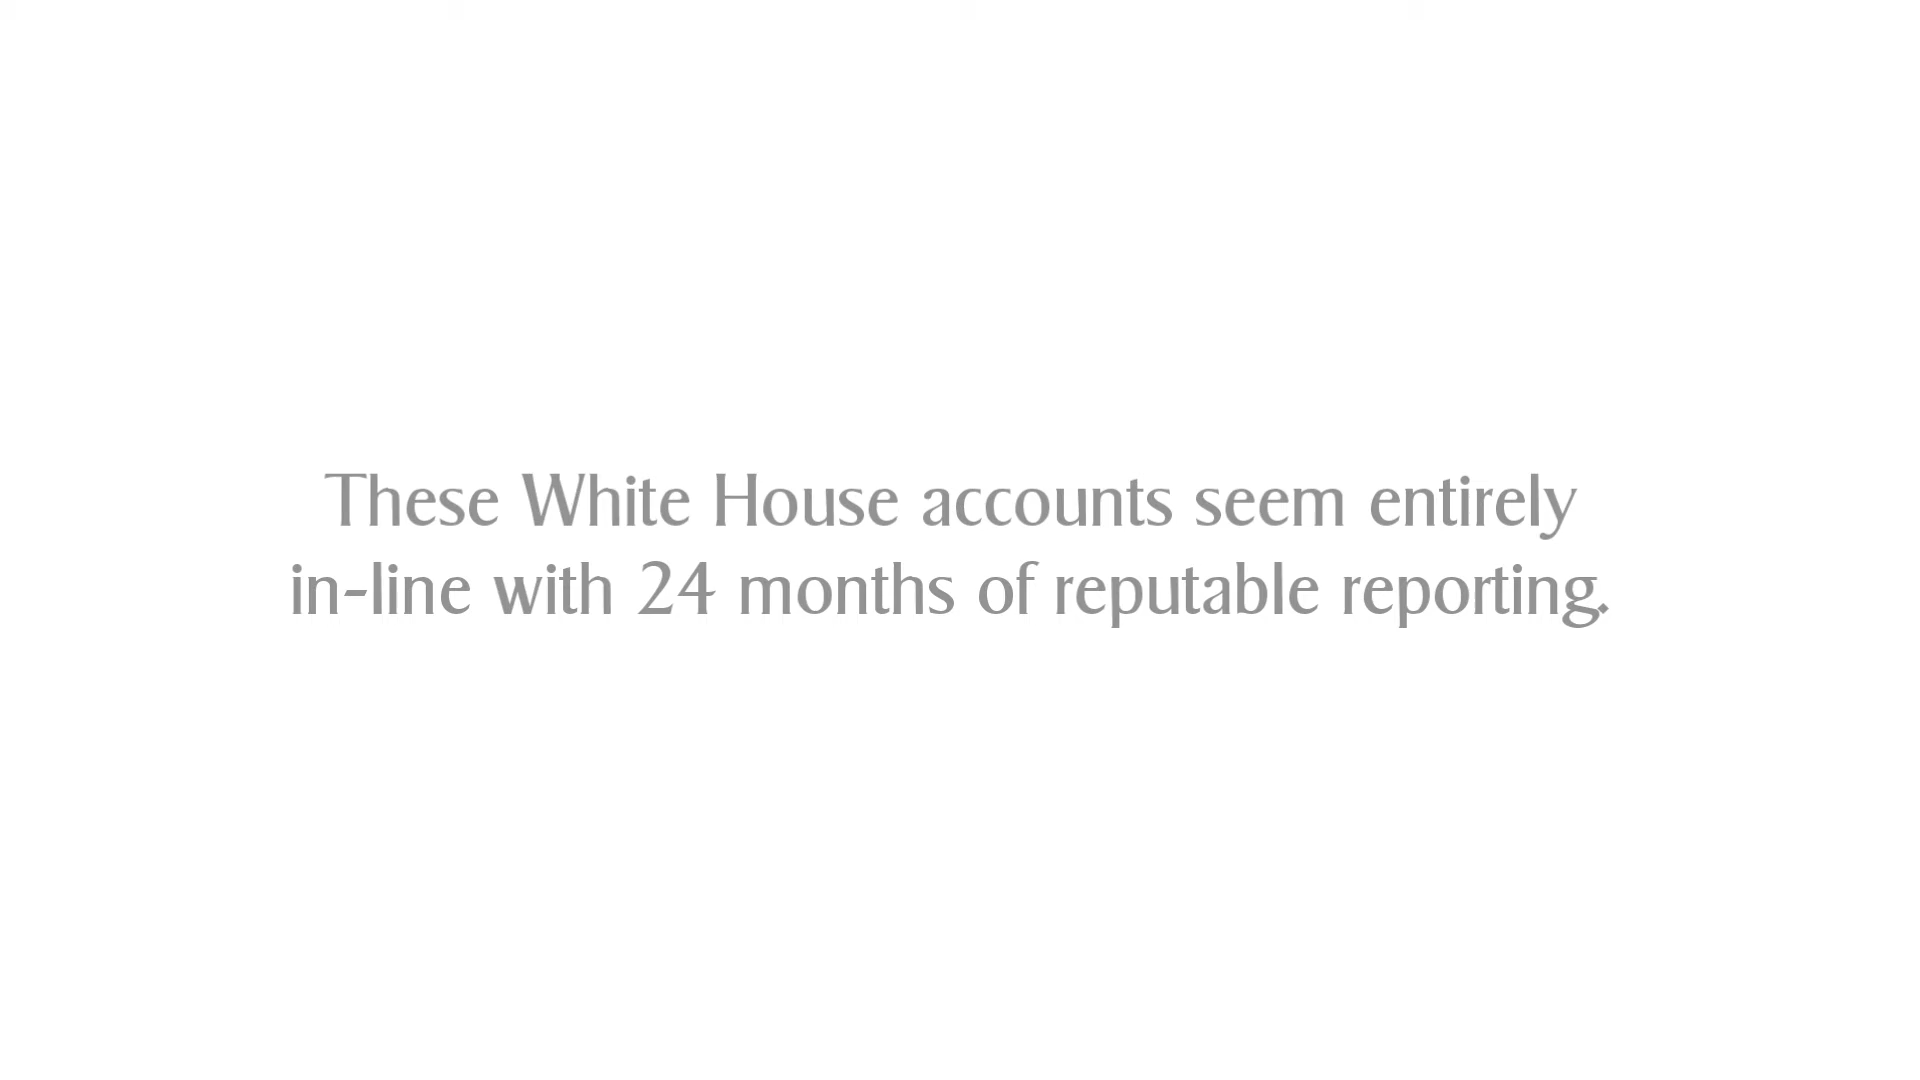 These White House accounts seem entirely
in-line with 24 months of reputable reporting.